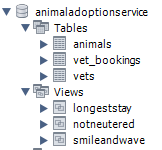 animaladoptionservice
Tables
animals
vet_bookings
vets
Views
longeststay
notneutered
smileandwave